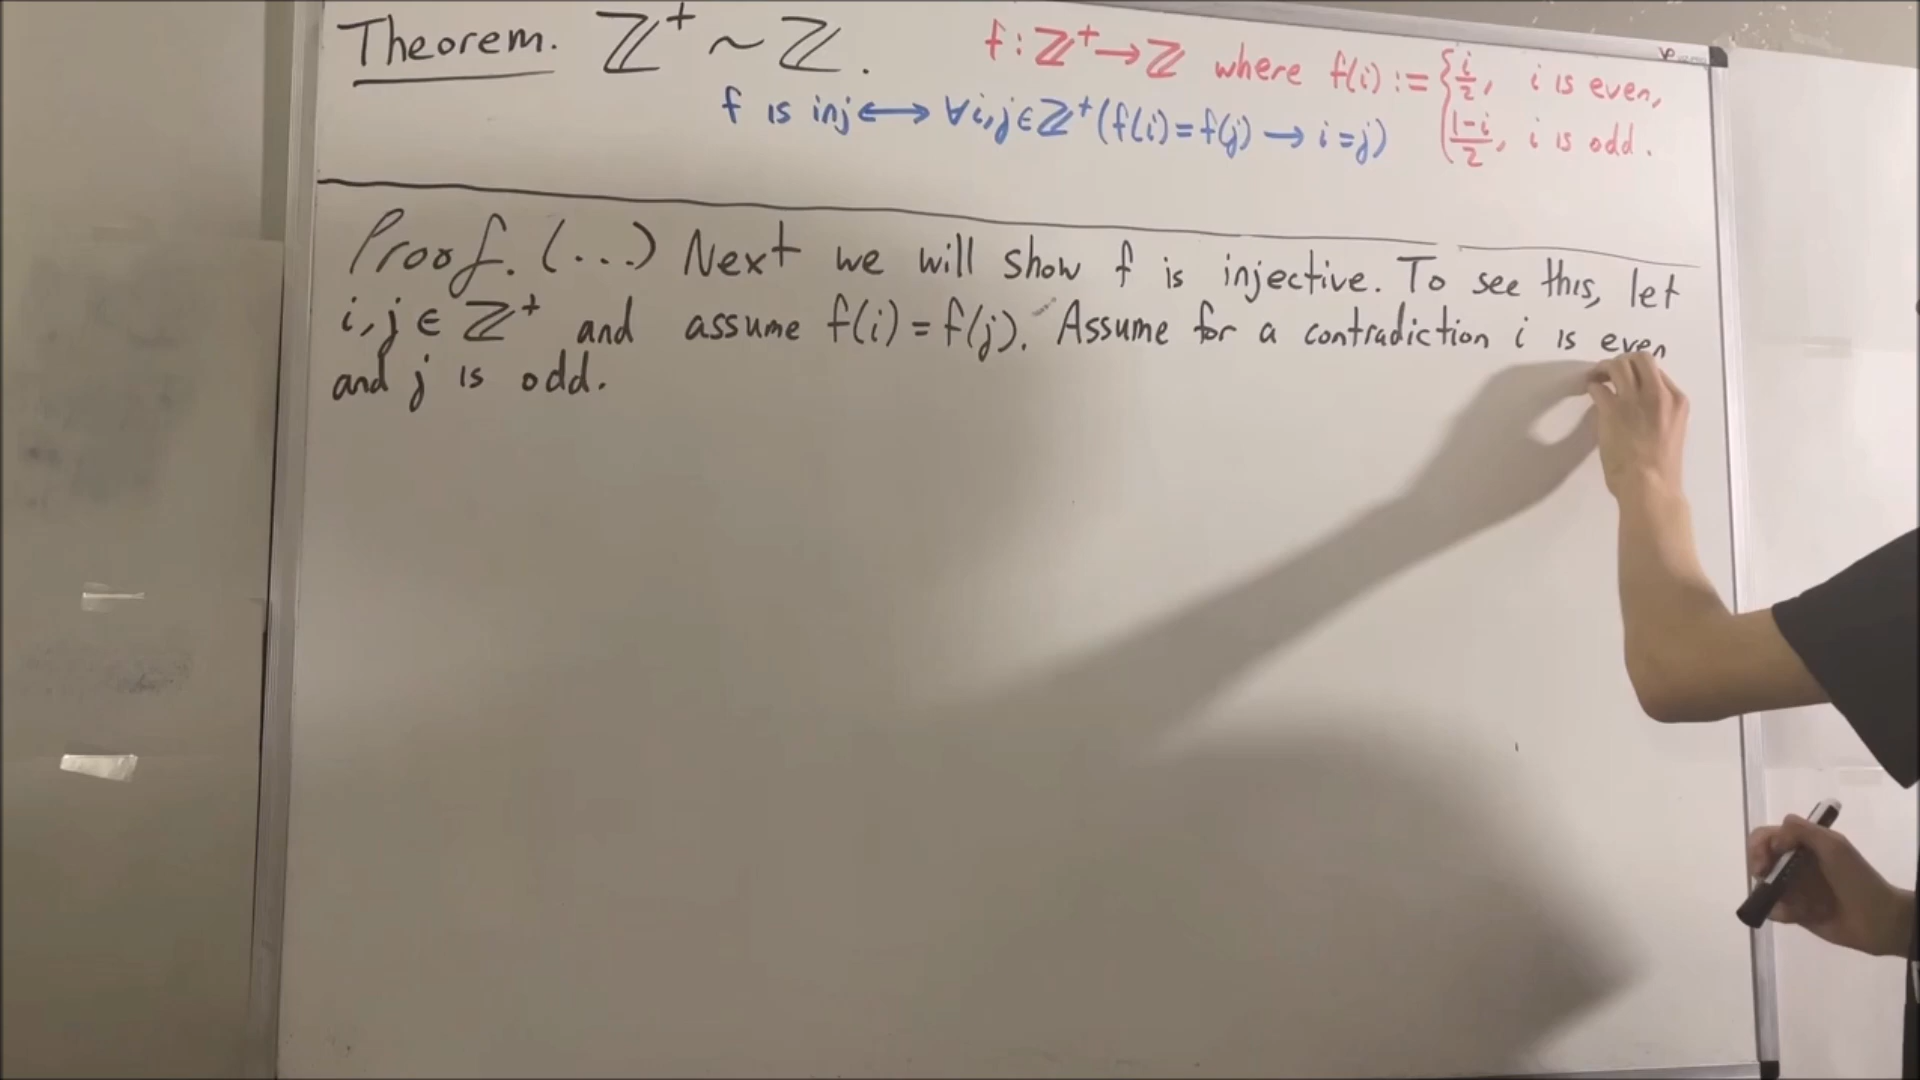 Theorem. ℤ⁺ ~ ℤ.
f : ℤ⁺ → ℤ where f(i) := { i/2, i is even,
(1-i)/2, i is odd.
f is inj ⟷ ∀i,j∈ℤ⁺(f(i)=f(j) → i=j)
Proof. (...) Next we will show f is injective. To see this, let
i,j ∈ ℤ⁺ and assume f(i) = f(j). Assume for a contradiction i is even
and j is odd.